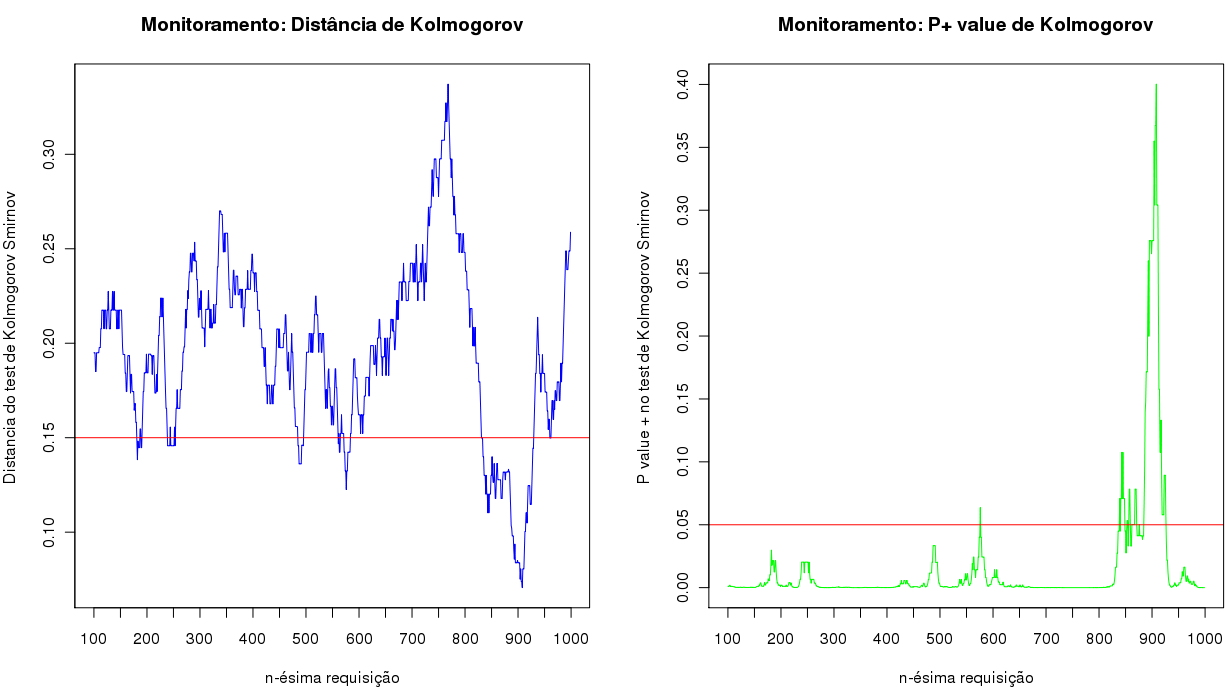 Monitoramento: Distância de Kolmogorov
Distancia do test de Kolmogorov Smirnov
0.30
0.25
0.20
0.15
0.10
100 200 300 400 500 600 700 800 900 1000
n-ésima requisição
Monitoramento: P+ value de Kolmogorov
P value + no test de Kolmogorov Smirnov
0.40
0.35
0.30
0.25
0.20
0.15
0.10
0.05
0.00
100 200 300 400 500 600 700 800 900 1000
n-ésima requisição